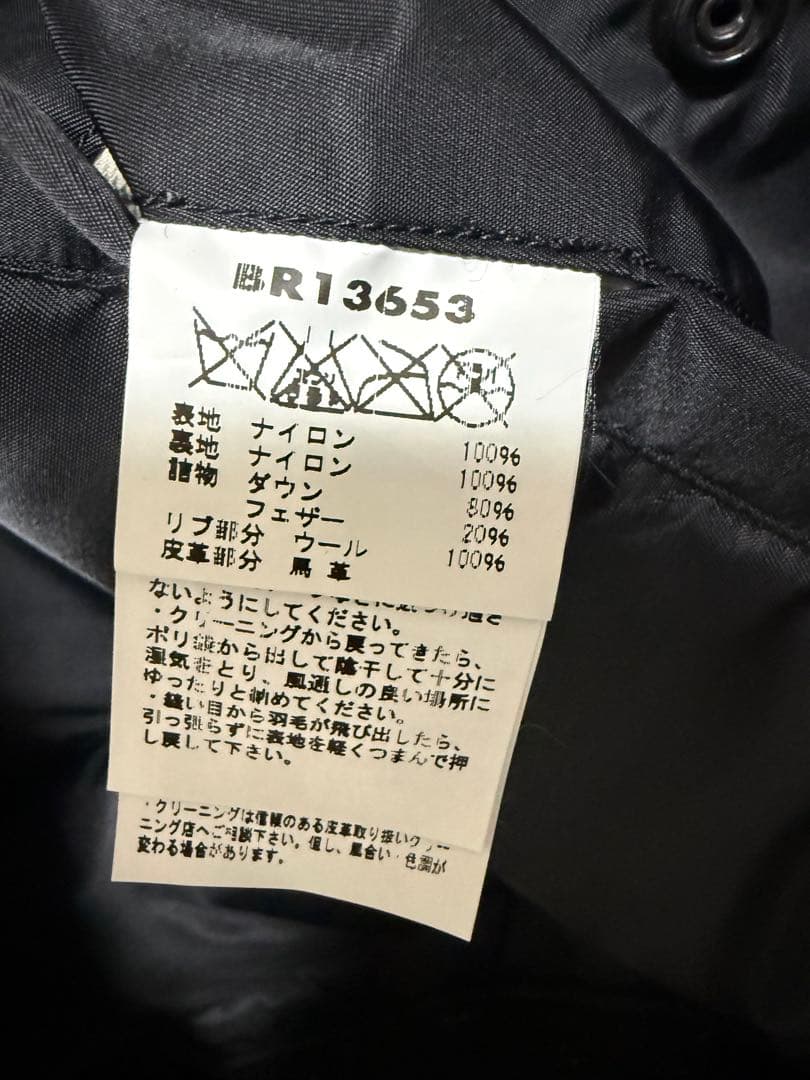 BR13653
表地 ナイロン 100%
裏地 ナイロン 100%
詰物 ダウン 80%
フェザー 20%
リブ部分 ウール 100%
皮革部分 馬革
ないようにしてください。
・クリーニングから戻ってきたら、
ポリ袋から出して陰干して十分に
湿気をとり、風通しの良い場所に
ゆったりと納めてください。
・縫い目から羽毛が飛び出したら、
引っ張らずに表地を軽くつまんで押
し戻して下さい。
・クリーニングは信頼のある皮革取り扱いクリー
ニング店へご相談下さい。但し、風合い・色調が
変わる場合があります。